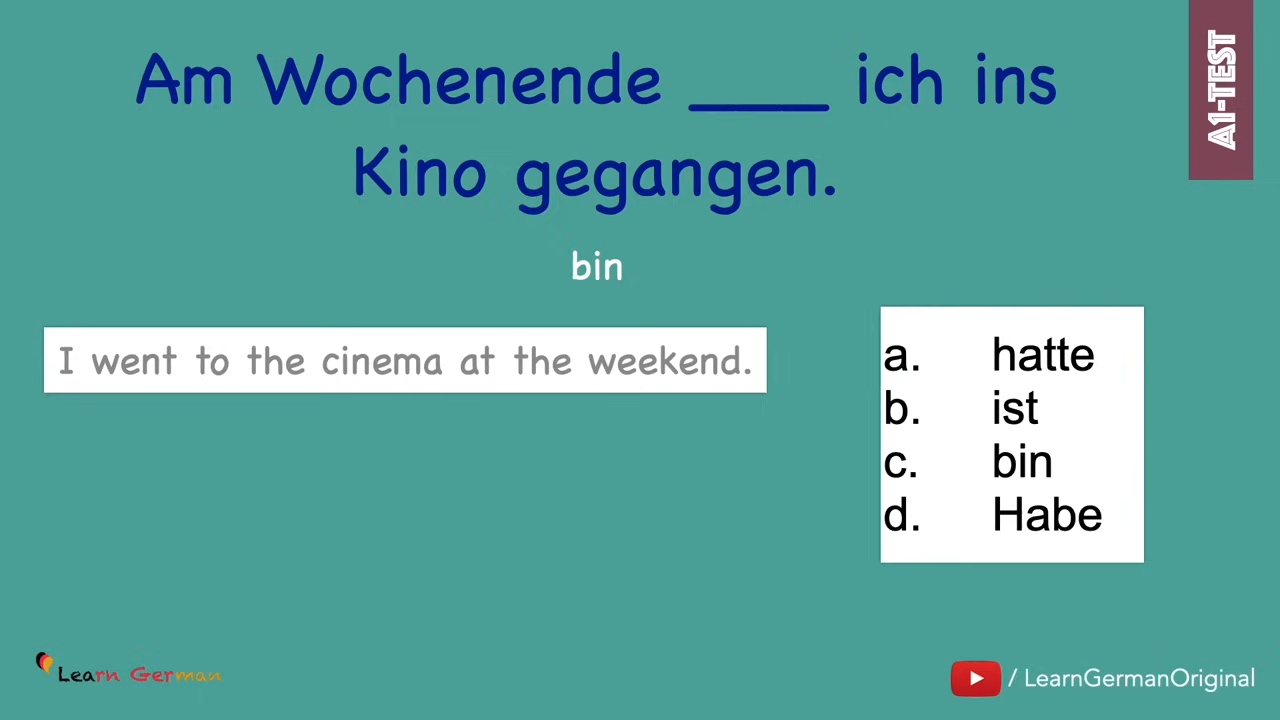 Am Wochenende ____ ich ins
Kino gegangen.
bin
I went to the cinema at the weekend.
a. hatte
b. ist
c. bin
d. Habe
A1-TEST
Learn German
/ LearnGermanOriginal